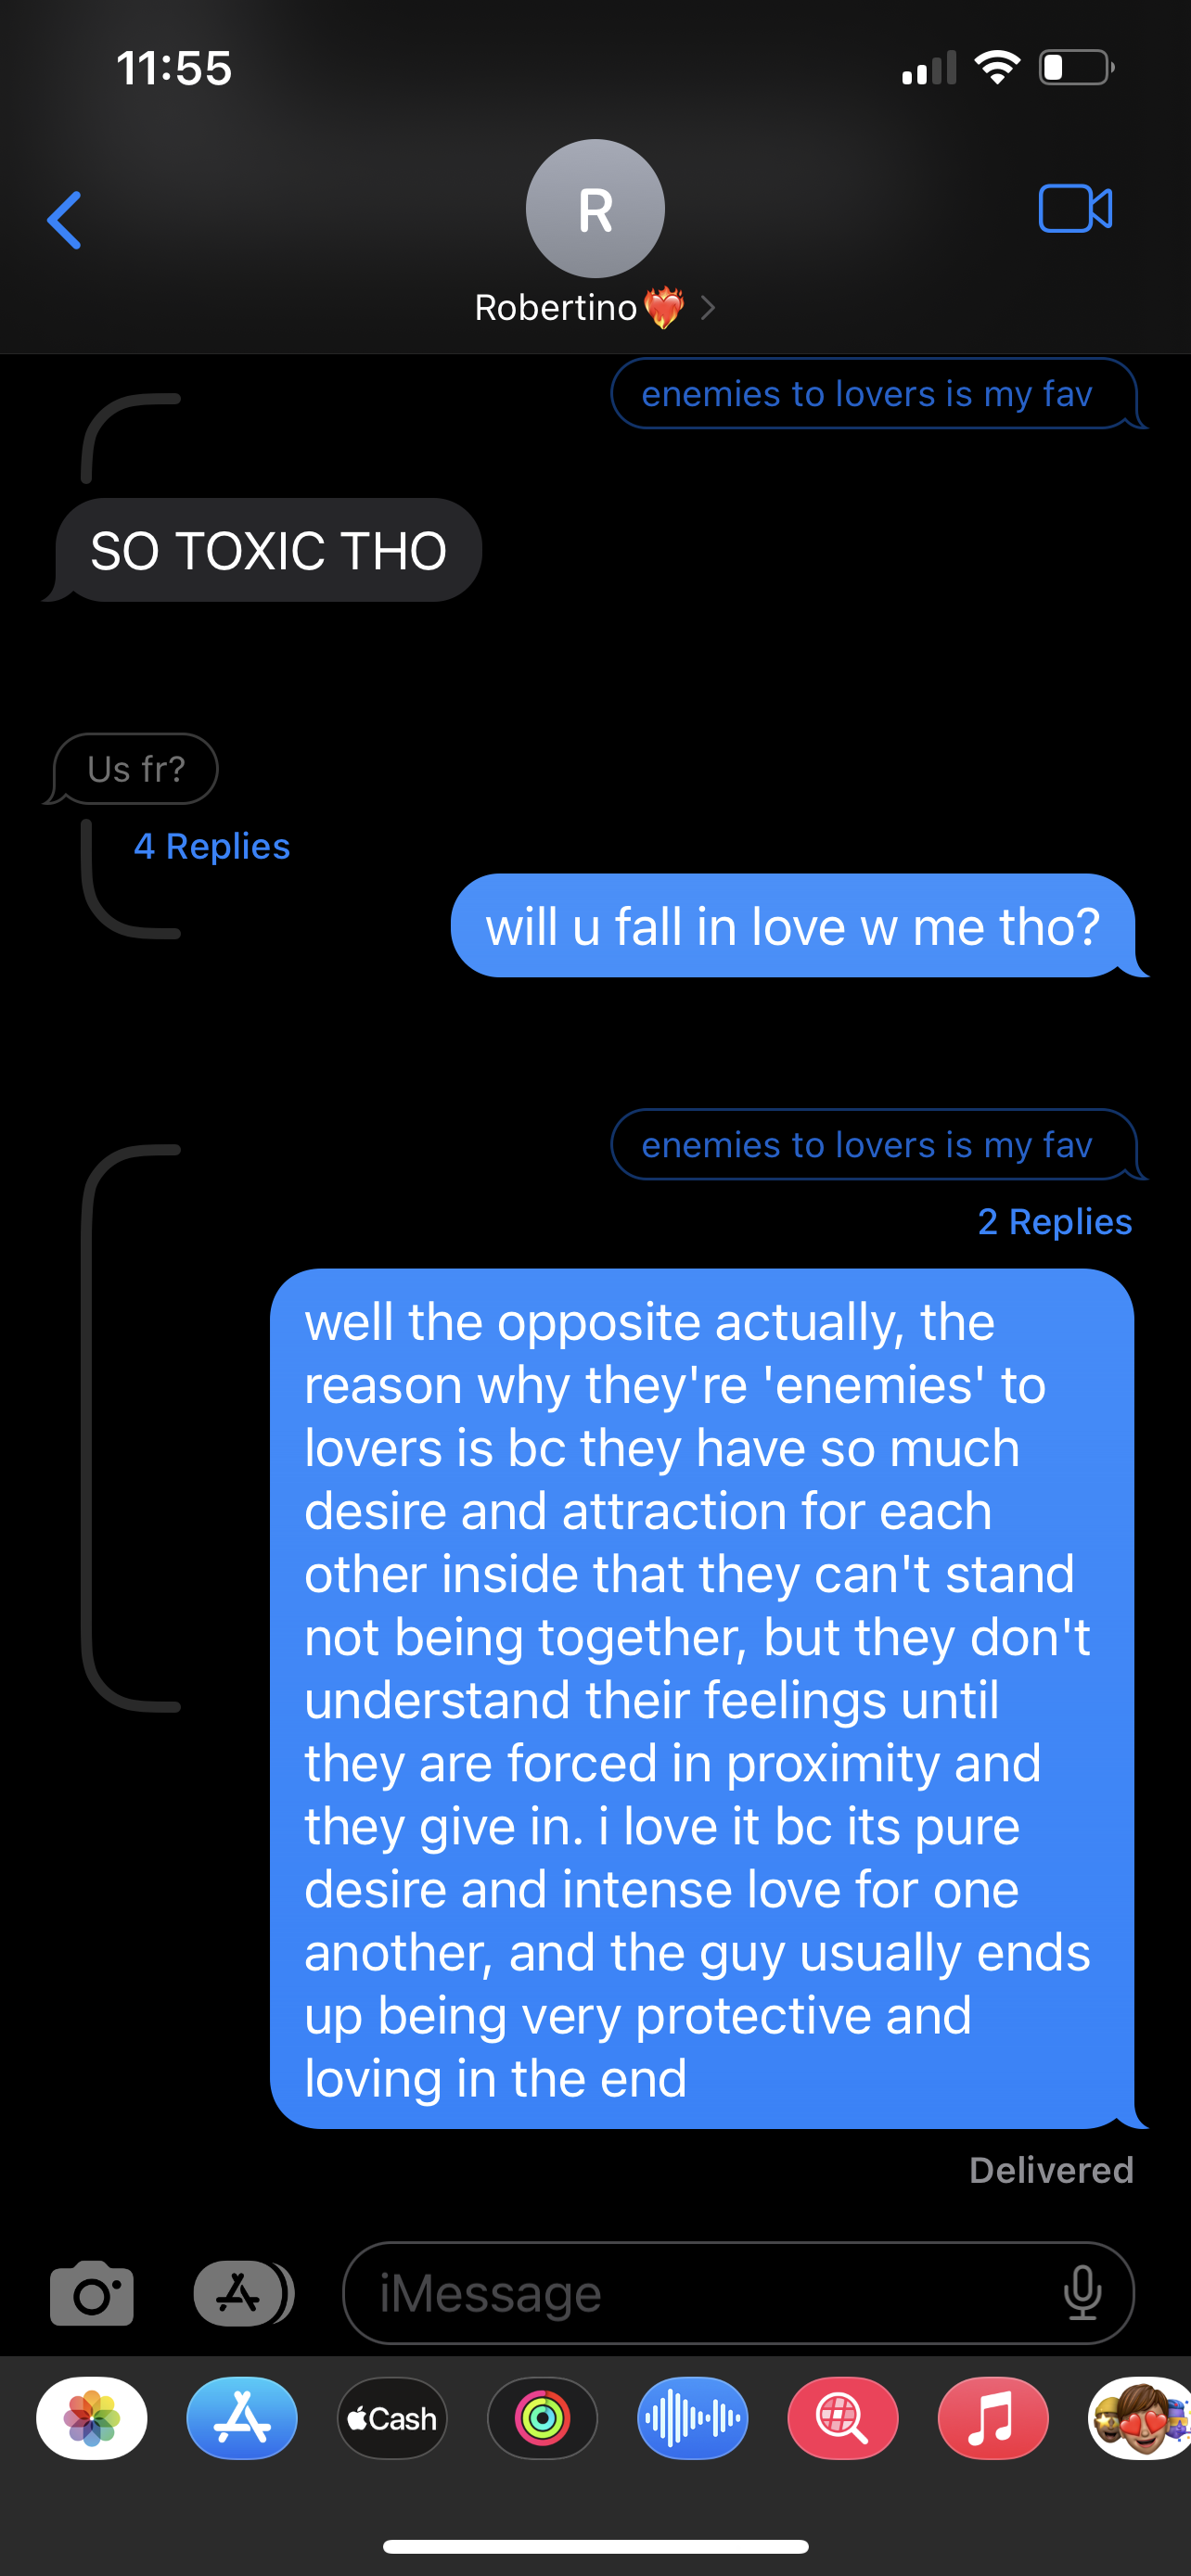 11:55
R
Robertino
enemies to lovers is my fav
SO TOXIC THO
Us fr?
4 Replies
will u fall in love w me tho?
enemies to lovers is my fav
2 Replies
well the opposite actually, the
reason why they're 'enemies' to
lovers is bc they have so much
desire and attraction for each
other inside that they can't stand
not being together, but they don't
understand their feelings until
they are forced in proximity and
they give in. i love it bc its pure
desire and intense love for one
another, and the guy usually ends
up being very protective and
loving in the end
Delivered
iMessage
Cash